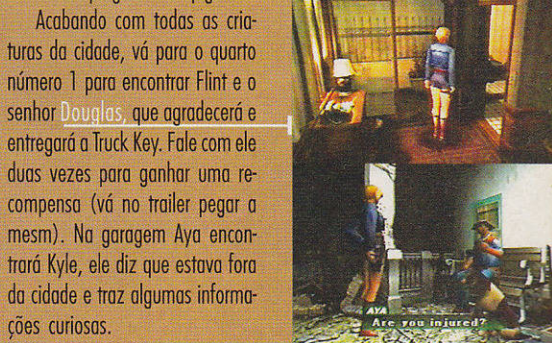 Acabando com todas as cria-
turas da cidade, vá para o quarto
número 1 para encontrar Flint e o
senhor Douglas, que agradecerá e
entregará a Truck Key. Fale com ele
duas vezes para ganhar uma re-
compensa (vá no trailer pegar a
mesm). Na garagem Aya encon-
trará Kyle, ele diz que estava fora
da cidade e traz algumas informa-
ções curiosas.
AYA
Are you injured?